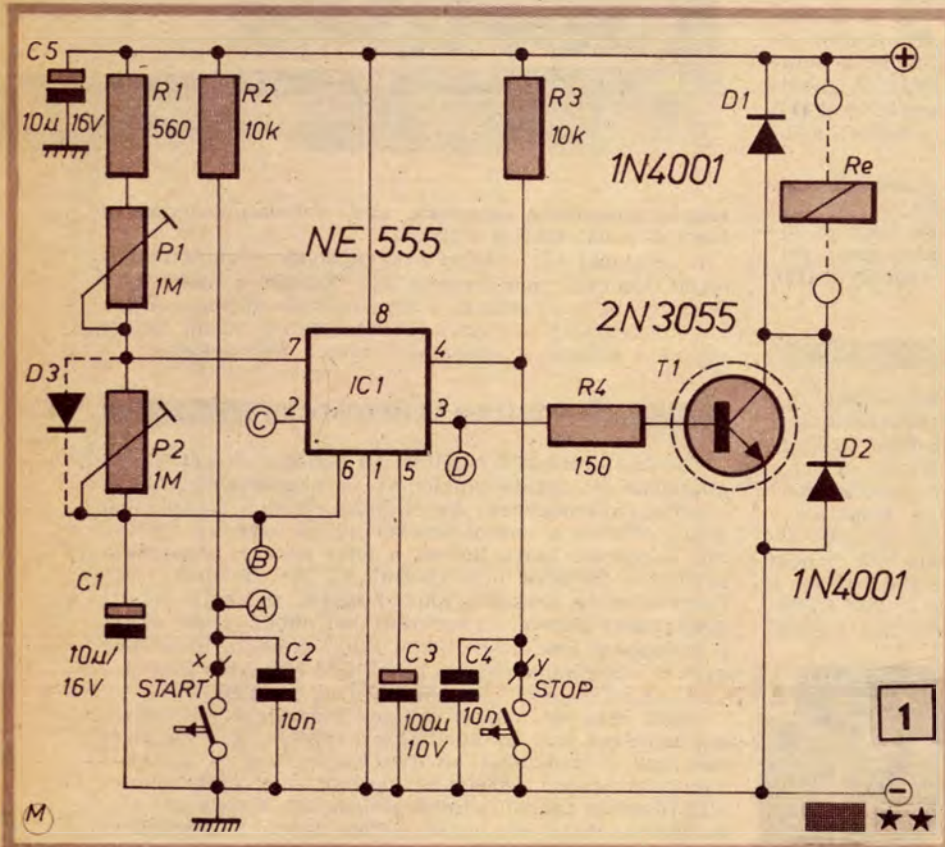 C5
10μ 16V
R1
560
R2
10k
R3
10k
D1
1N4001
Re
P1
1M
NE 555
8
7
4
IC1
2
3
6
1
5
C
D
2N3055
T1
R4
150
D2
1N4001
D3
P2
1M
B
A
C1
10μ/
16V
x
START
C2
10n
C3
100μ
10V
C4
10n
y
STOP
1
M
+
−